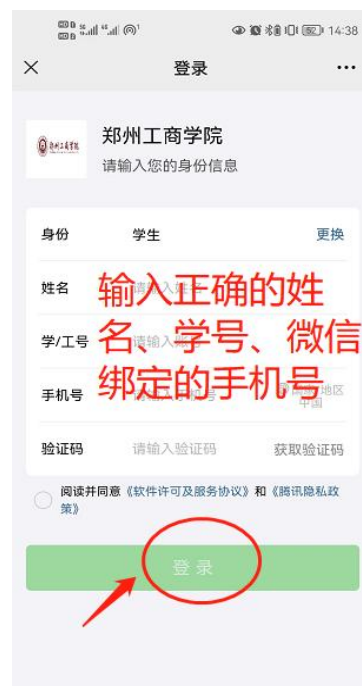 14:38
登录
郑州工商学院
请输入您的身份信息
身份 学生 更换
姓名
输入正确的姓
学/工号
名、学号、微信
手机号
绑定的手机号
中国
验证码 请输入验证码 获取验证码
阅读并同意《软件许可及服务协议》和《腾讯隐私政
策》
登 录